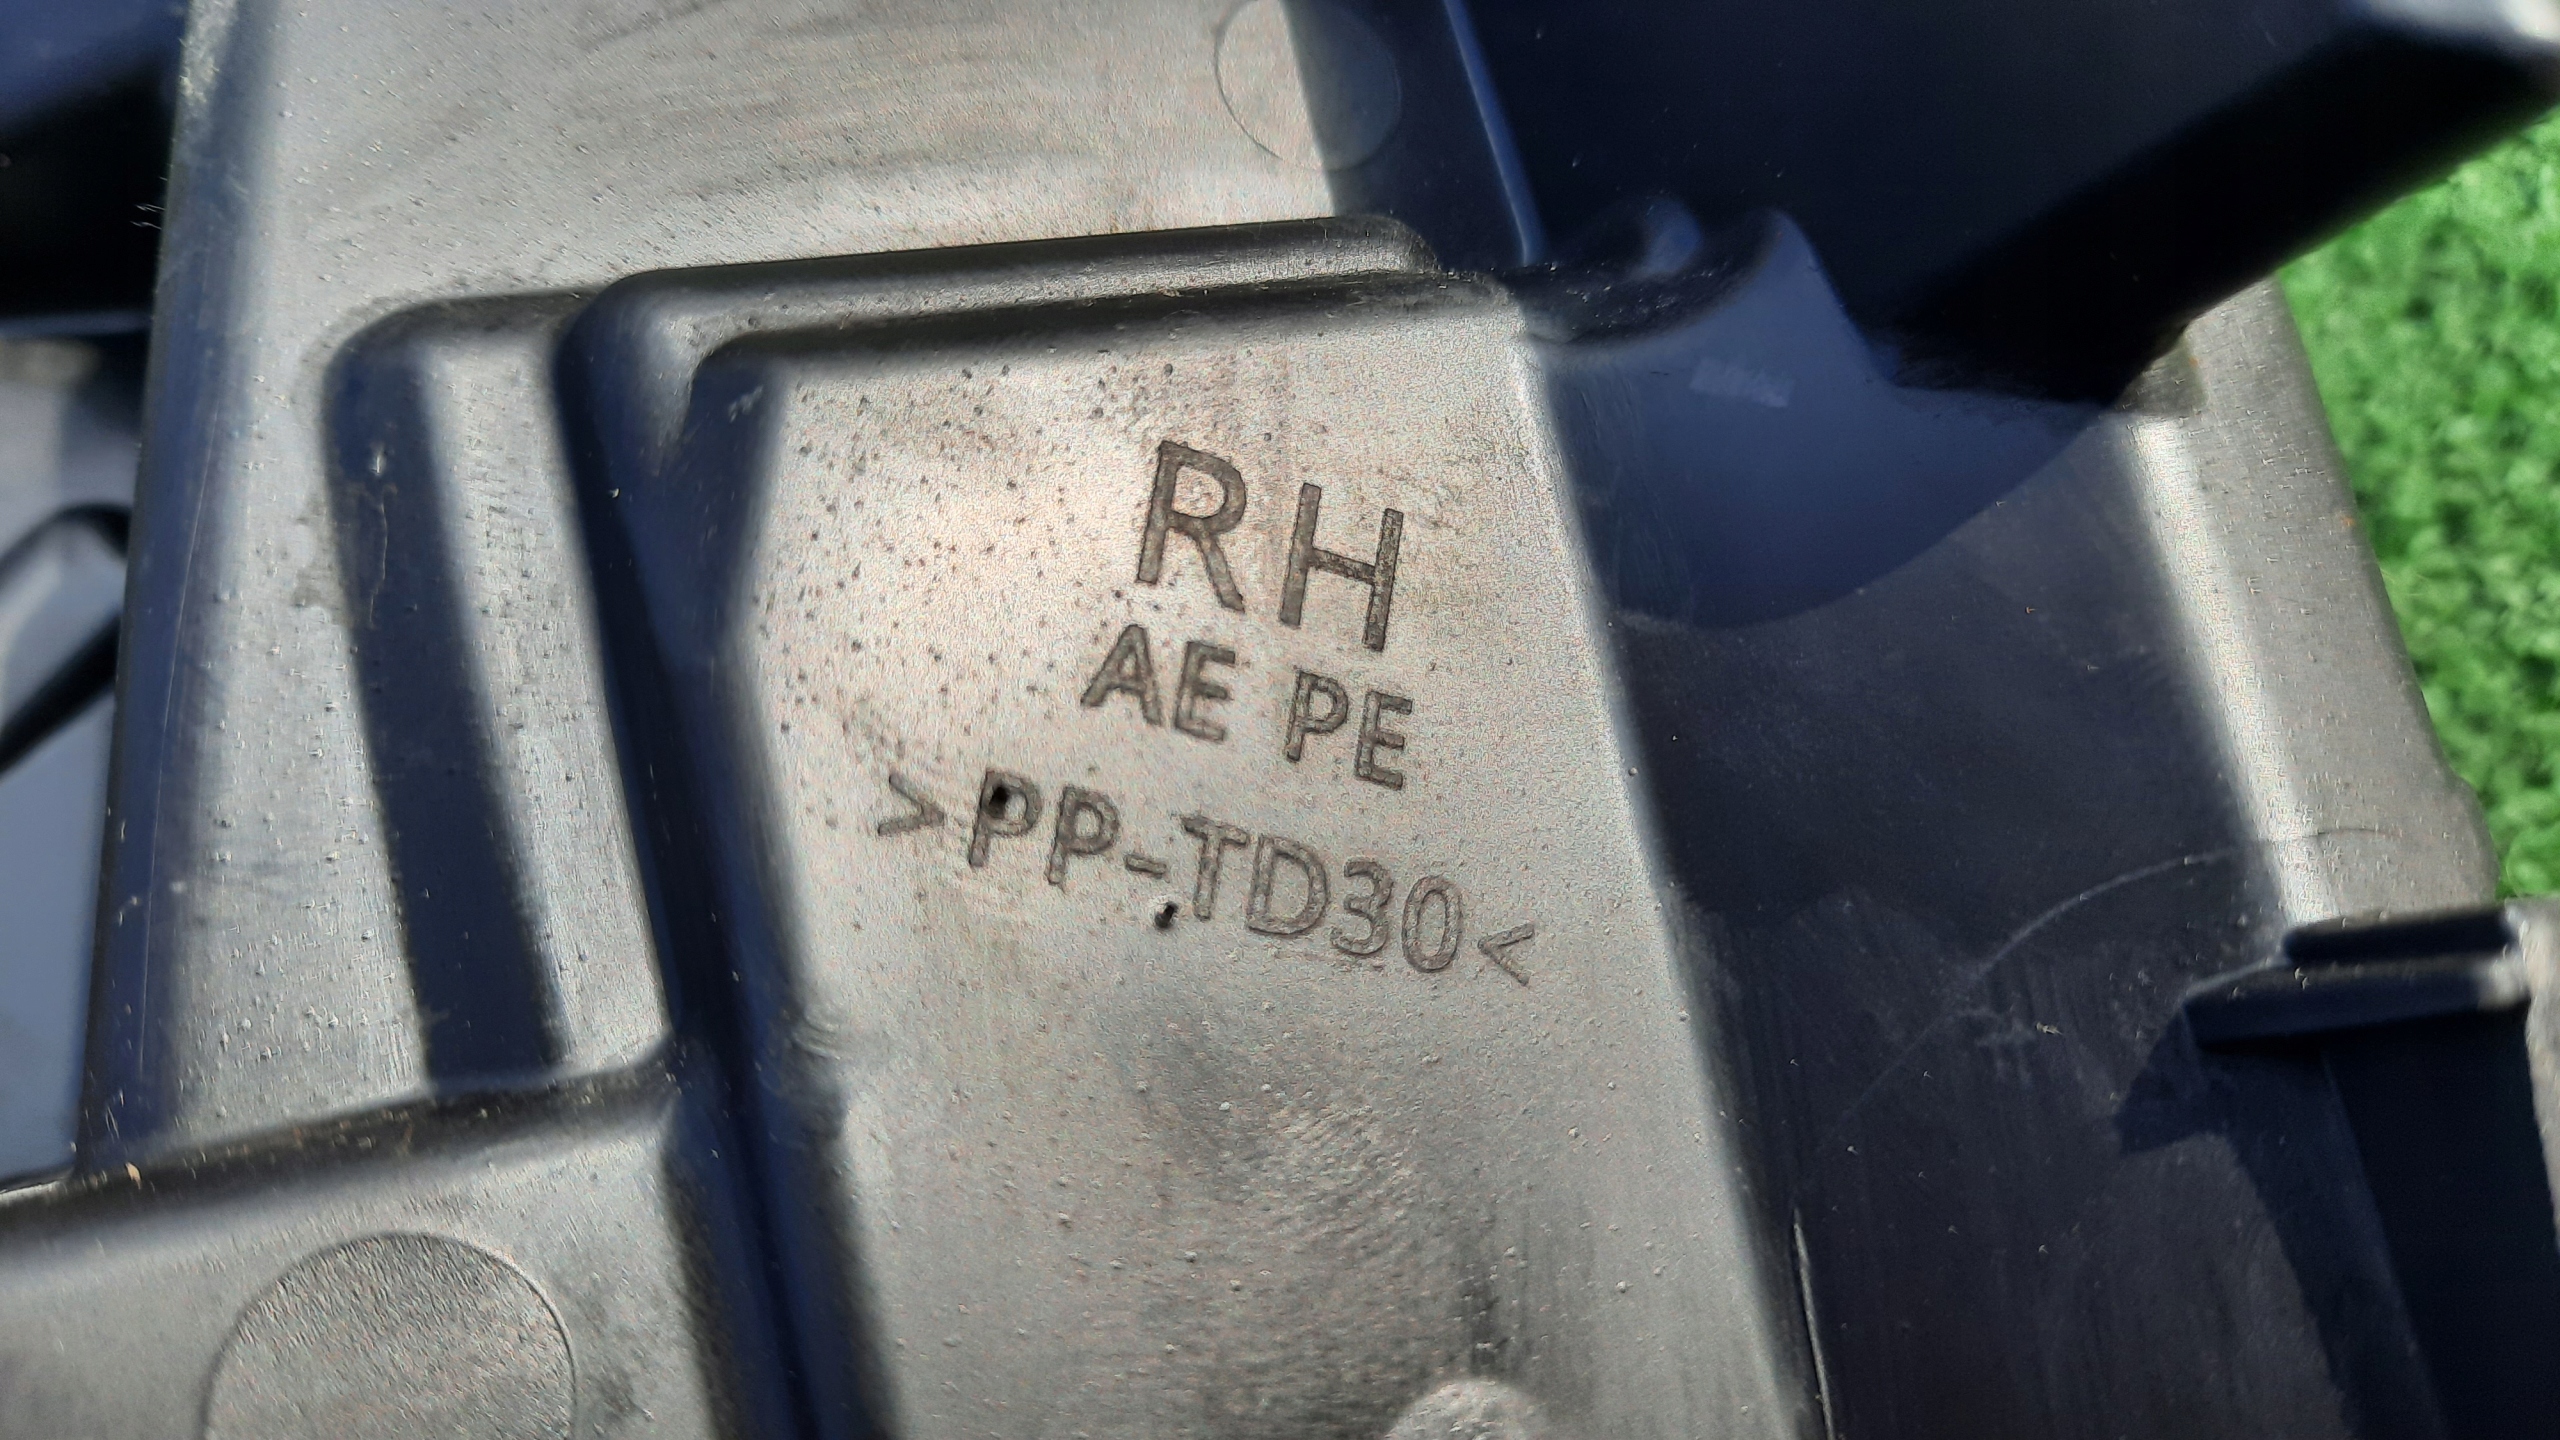 RH
AE PE
>PP-TD30<